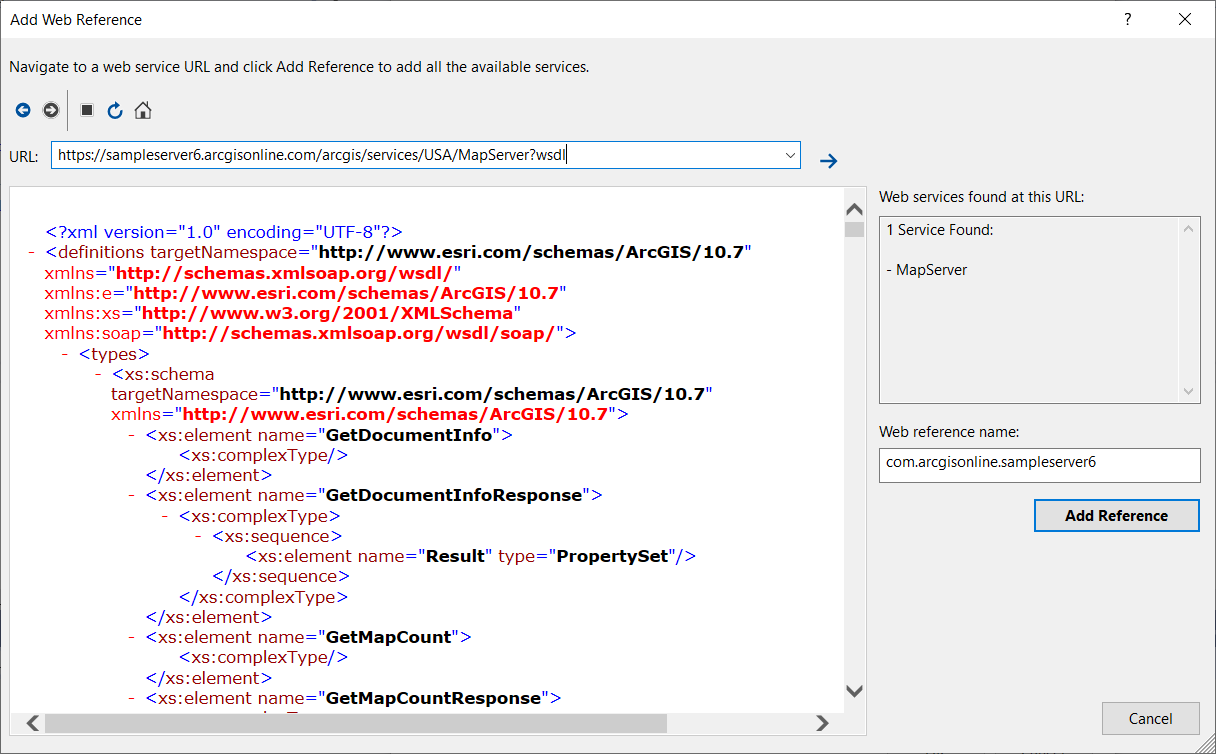 Add Web Reference
?
Navigate to a web service URL and click Add Reference to add all the available services.
URL:
https://sampleserver6.arcgisonline.com/arcgis/services/USA/MapServer?wsdl
<?xml version="1.0" encoding="UTF-8"?>
- <definitions targetNamespace="http://www.esri.com/schemas/ArcGIS/10.7"
xmlns="http://schemas.xmlsoap.org/wsdl/"
xmlns:e="http://www.esri.com/schemas/ArcGIS/10.7"
xmlns:xs="http://www.w3.org/2001/XMLSchema"
xmlns:soap="http://schemas.xmlsoap.org/wsdl/soap/">
- <types>
- <xs:schema
targetNamespace="http://www.esri.com/schemas/ArcGIS/10.7"
xmlns="http://www.esri.com/schemas/ArcGIS/10.7">
- <xs:element name="GetDocumentInfo">
<xs:complexType/>
</xs:element>
- <xs:element name="GetDocumentInfoResponse">
- <xs:complexType>
- <xs:sequence>
<xs:element name="Result" type="PropertySet"/>
</xs:sequence>
</xs:complexType>
</xs:element>
- <xs:element name="GetMapCount">
<xs:complexType/>
</xs:element>
- <xs:element name="GetMapCountResponse">
Web services found at this URL:
1 Service Found:
- MapServer
Web reference name:
com.arcgisonline.sampleserver6
Add Reference
Cancel